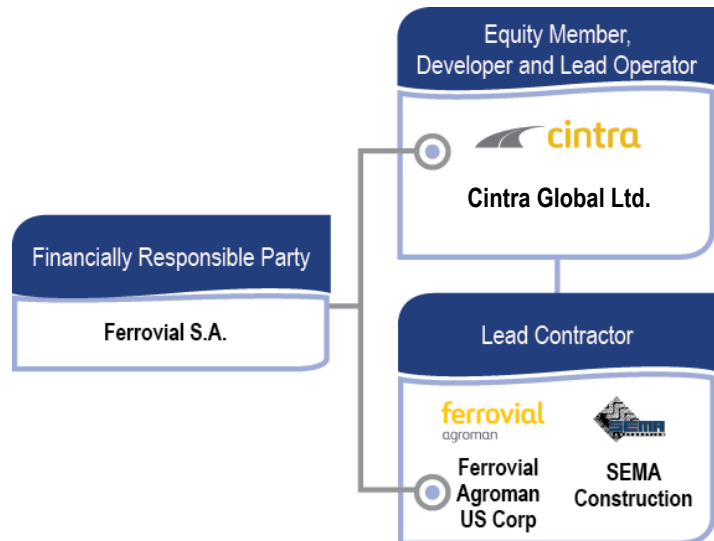 Equity Member,
Developer and Lead Operator
cintra
Cintra Global Ltd.
Financially Responsible Party
Ferrovial S.A.
Lead Contractor
ferrovial
agroman
Ferrovial
Agroman
US Corp
SEMA
SEMA
Construction